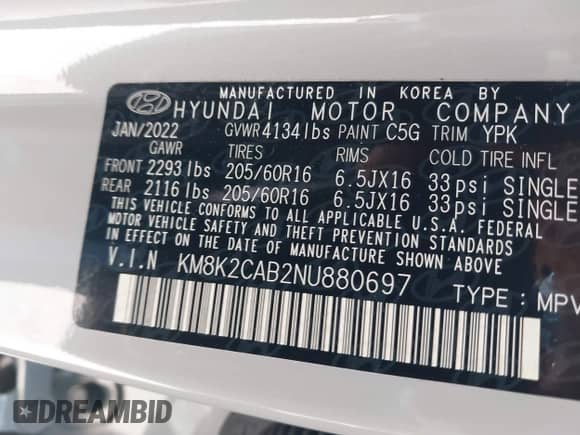 MANUFACTURED IN KOREA BY
HYUNDAI MOTOR COMPANY
JAN/2022 GVWR 4134 lbs PAINT C5G TRIM YPK
GAWR TIRES RIMS COLD TIRE INFL
FRONT 2293 lbs 205/60R16 6.5JX16 33psi SINGLE
REAR 2116 lbs 205/60R16 6.5JX16 33psi SINGLE
THIS VEHICLE CONFORMS TO ALL APPLICABLE U.S.A. FEDERAL
MOTOR VEHICLE SAFETY AND THEFT PREVENTION STANDARDS
IN EFFECT ON THE DATE OF MANUFACTURE SHOWN ABOVE
V.I.N KM8K2CAB2NU880697 TYPE : MPV
DREAMBID